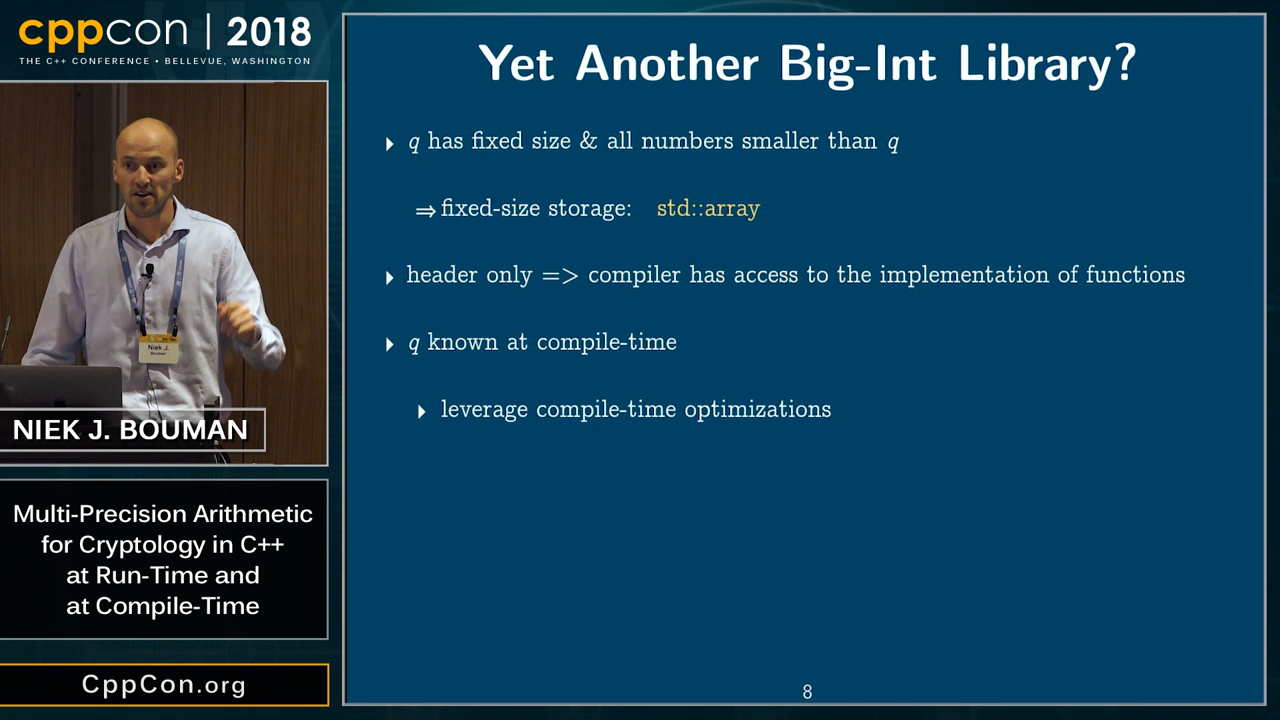 cppcon | 2018
THE C++ CONFERENCE • BELLEVUE, WASHINGTON
Niek J.
Bouman
NIEK J. BOUMAN
Multi-Precision Arithmetic
for Cryptology in C++
at Run-Time and
at Compile-Time
CppCon.org
Yet Another Big-Int Library?
q has fixed size & all numbers smaller than q
⇒ fixed-size storage: std::array
header only => compiler has access to the implementation of functions
q known at compile-time
leverage compile-time optimizations
8